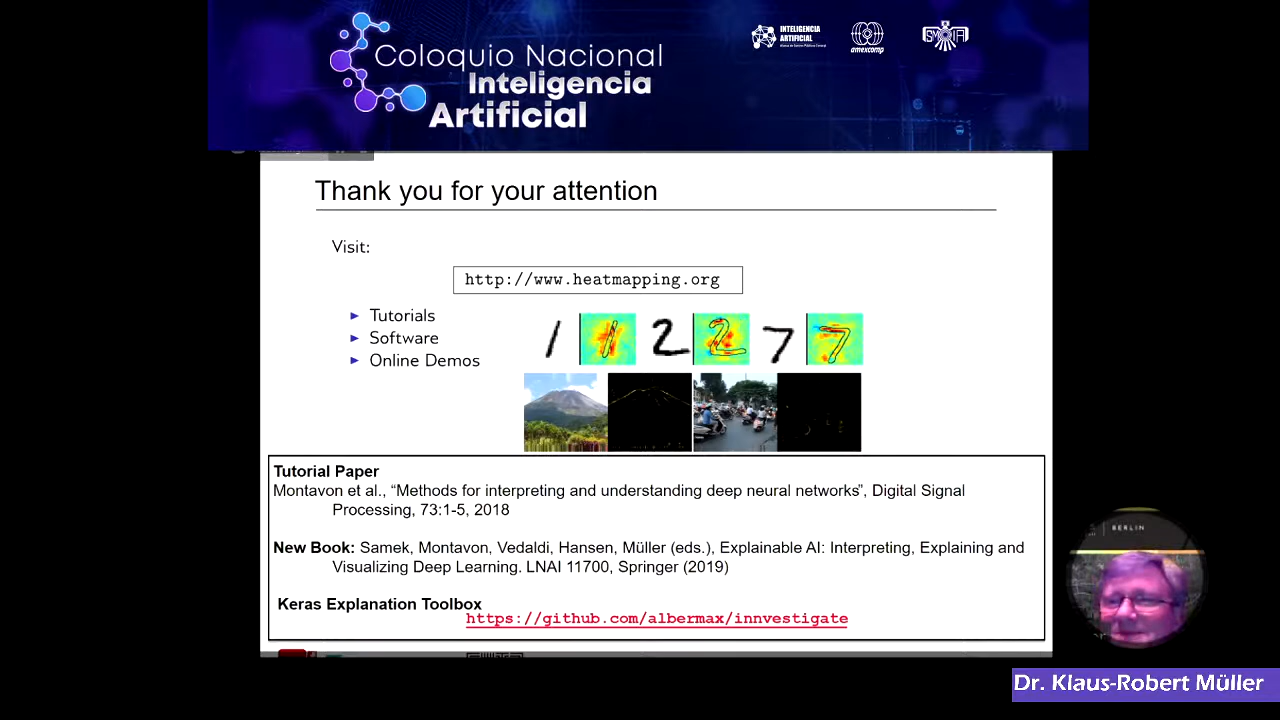 Coloquio Nacional
Inteligencia
Artificial
INTELIGENCIA
ARTIFICIAL
amexcomp
SMIA
Thank you for your attention
Visit:
http://www.heatmapping.org
► Tutorials
► Software
► Online Demos
1 1 2 2 7 7
Tutorial Paper
Montavon et al., “Methods for interpreting and understanding deep neural networks”, Digital Signal
Processing, 73:1-5, 2018
New Book: Samek, Montavon, Vedaldi, Hansen, Müller (eds.), Explainable AI: Interpreting, Explaining and
Visualizing Deep Learning. LNAI 11700, Springer (2019)
Keras Explanation Toolbox
https://github.com/albermax/innvestigate
BERLIN
Dr. Klaus-Robert Müller